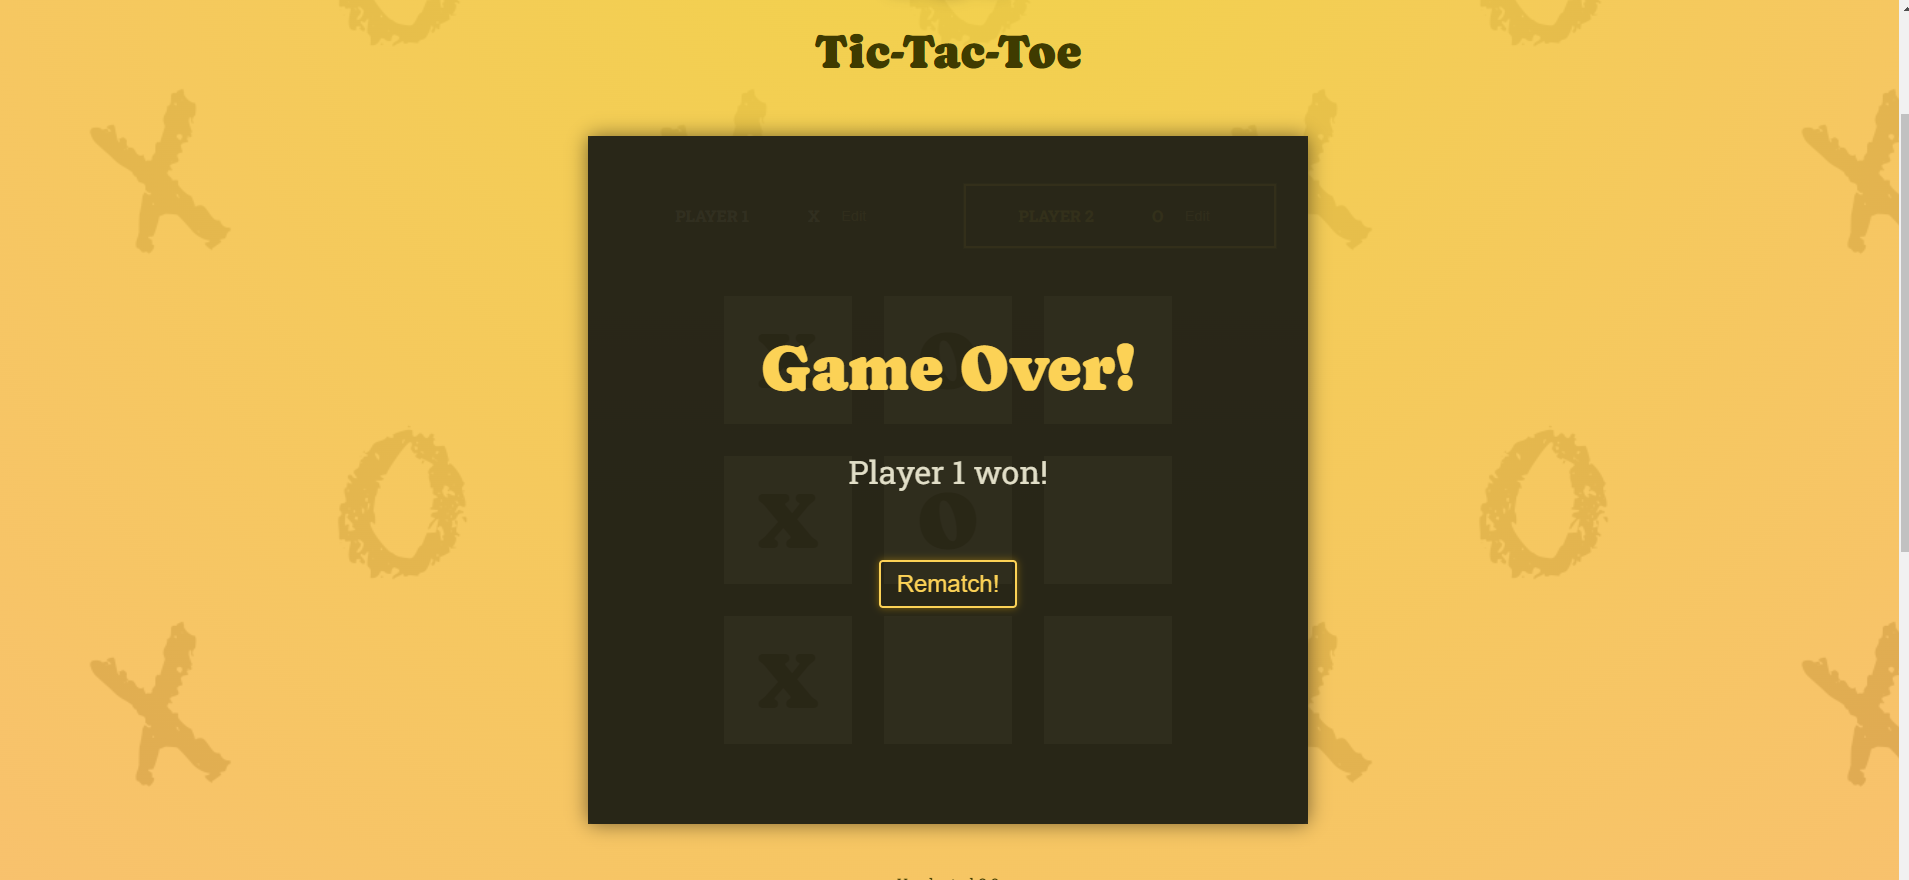 Tic-Tac-Toe
PLAYER 1 X Edit
PLAYER 2 O Edit
X O
Game Over!
Player 1 won!
X O
Rematch!
X